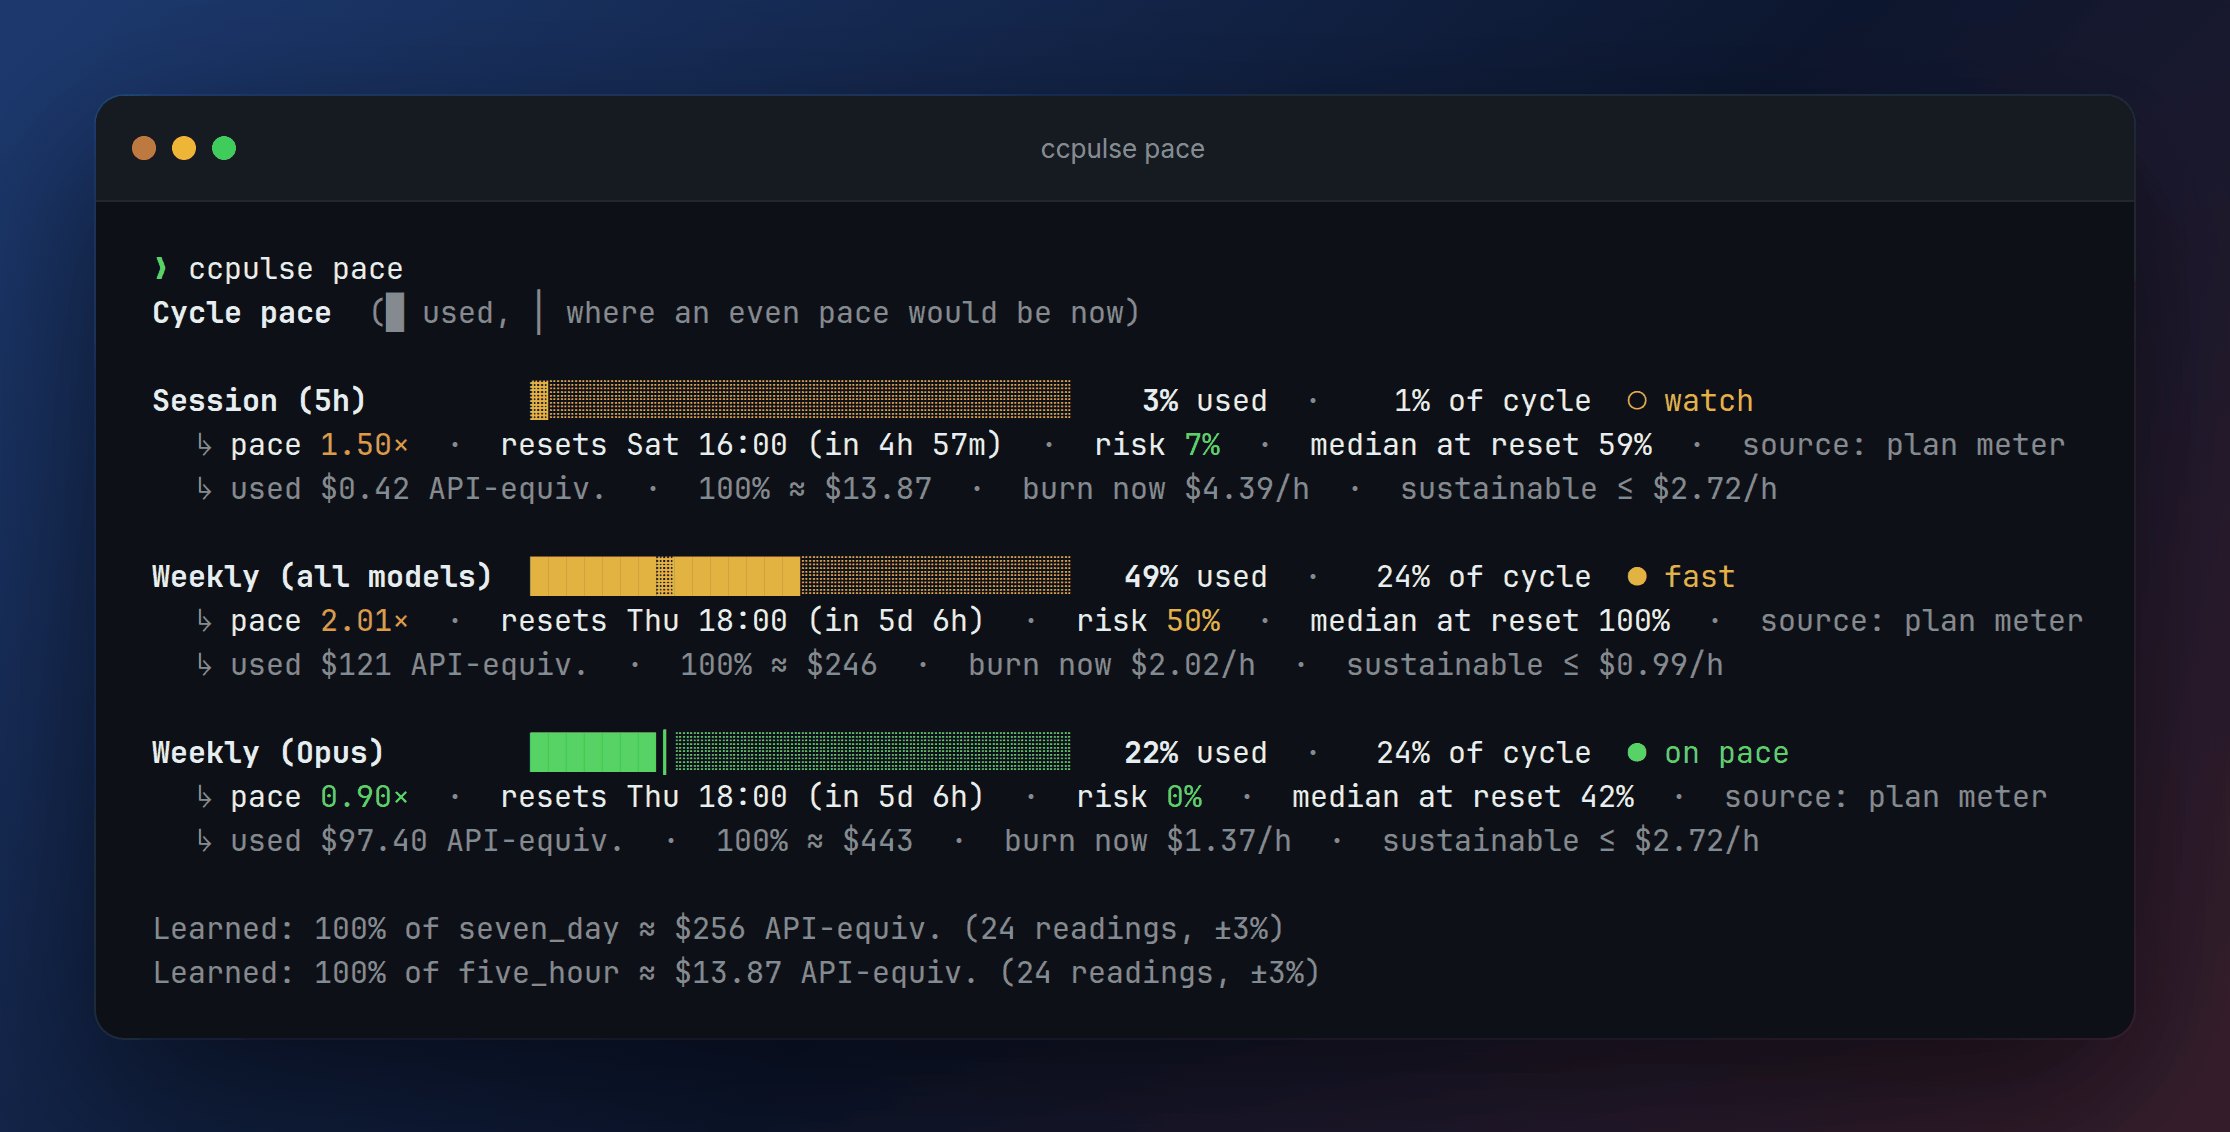 ccpulse pace
❯ ccpulse pace
Cycle pace (█ used, │ where an even pace would be now)
Session (5h) 3% used · 1% of cycle ○ watch
↳ pace 1.50× · resets Sat 16:00 (in 4h 57m) · risk 7% · median at reset 59% · source: plan meter
↳ used $0.42 API-equiv. · 100% ≈ $13.87 · burn now $4.39/h · sustainable ≤ $2.72/h
Weekly (all models) 49% used · 24% of cycle ● fast
↳ pace 2.01× · resets Thu 18:00 (in 5d 6h) · risk 50% · median at reset 100% · source: plan meter
↳ used $121 API-equiv. · 100% ≈ $246 · burn now $2.02/h · sustainable ≤ $0.99/h
Weekly (Opus) 22% used · 24% of cycle ● on pace
↳ pace 0.90× · resets Thu 18:00 (in 5d 6h) · risk 0% · median at reset 42% · source: plan meter
↳ used $97.40 API-equiv. · 100% ≈ $443 · burn now $1.37/h · sustainable ≤ $2.72/h
Learned: 100% of seven_day ≈ $256 API-equiv. (24 readings, ±3%)
Learned: 100% of five_hour ≈ $13.87 API-equiv. (24 readings, ±3%)